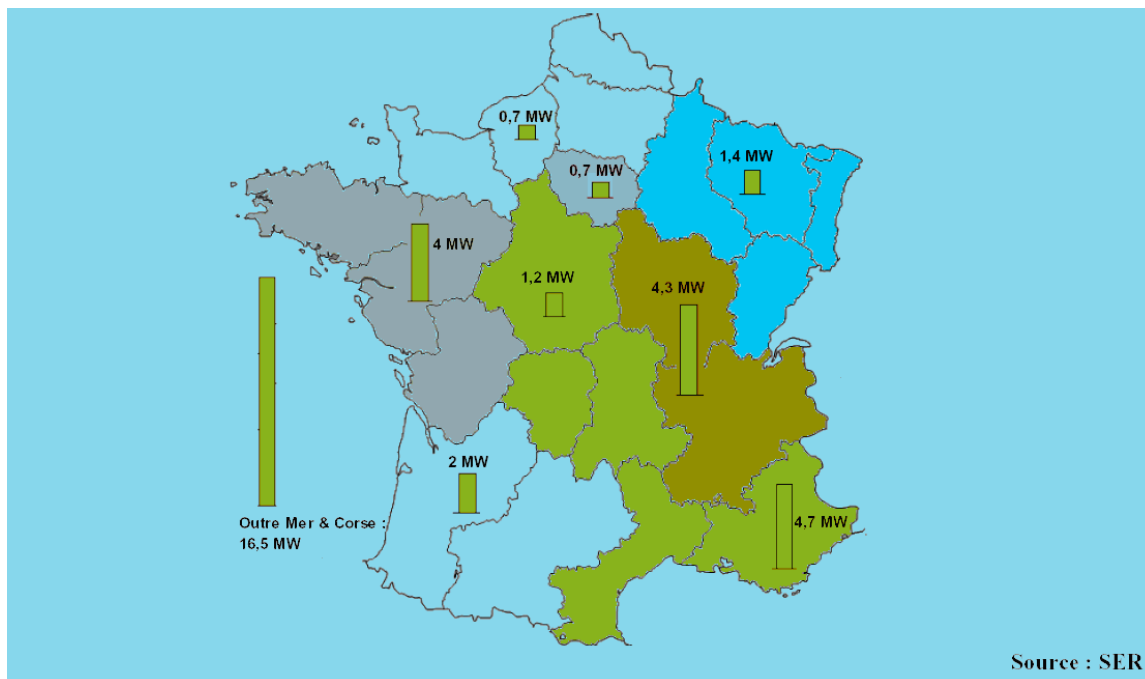 0,7 MW
0,7 MW
1,4 MW
4 MW
1,2 MW
4,3 MW
2 MW
4,7 MW
Outre Mer & Corse :
16,5 MW
Source : SER